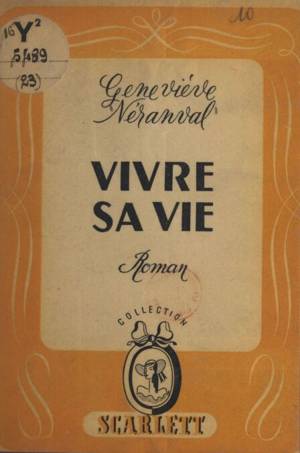 16 Y²
5489
(23)
10
Geneviève
Néranval
VIVRE
SA VIE
Roman
COLLECTION
SCARLETT